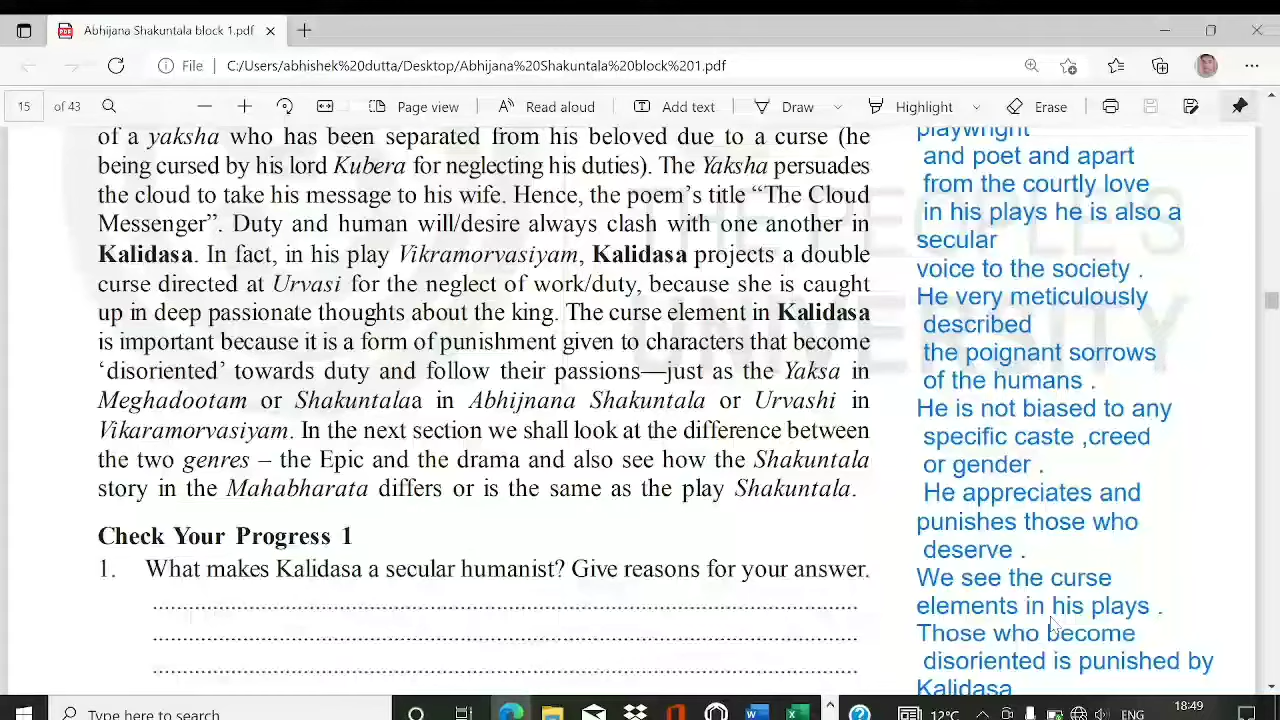 Abhijana Shakuntala block 1.pdf
File
C:/Users/abhishek%20dutta/Desktop/Abhijana%20Shakuntala%20block%201.pdf
15 of 43
Page view
Read aloud
Add text
Draw
Highlight
Erase
of a yaksha who has been separated from his beloved due to a curse (he
being cursed by his lord Kubera for neglecting his duties). The Yaksha persuades
the cloud to take his message to his wife. Hence, the poem's title “The Cloud
Messenger”. Duty and human will/desire always clash with one another in
Kalidasa. In fact, in his play Vikramorvasiyam, Kalidasa projects a double
curse directed at Urvasi for the neglect of work/duty, because she is caught
up in deep passionate thoughts about the king. The curse element in Kalidasa
is important because it is a form of punishment given to characters that become
‘disoriented’ towards duty and follow their passions—just as the Yaksa in
Meghadootam or Shakuntalaa in Abhijnana Shakuntala or Urvashi in
Vikaramorvasiyam. In the next section we shall look at the difference between
the two genres – the Epic and the drama and also see how the Shakuntala
story in the Mahabharata differs or is the same as the play Shakuntala.
Check Your Progress 1
1. What makes Kalidasa a secular humanist? Give reasons for your answer.
playwright
and poet and apart
from the courtly love
in his plays he is also a
secular
voice to the society .
He very meticulously
described
the poignant sorrows
of the humans .
He is not biased to any
specific caste ,creed
or gender .
He appreciates and
punishes those who
deserve .
We see the curse
elements in his plays .
Those who become
disoriented is punished by
Kalidasa
THE PEOPLE'S
UNIVERSITY
Type here to search
12°C
18:49